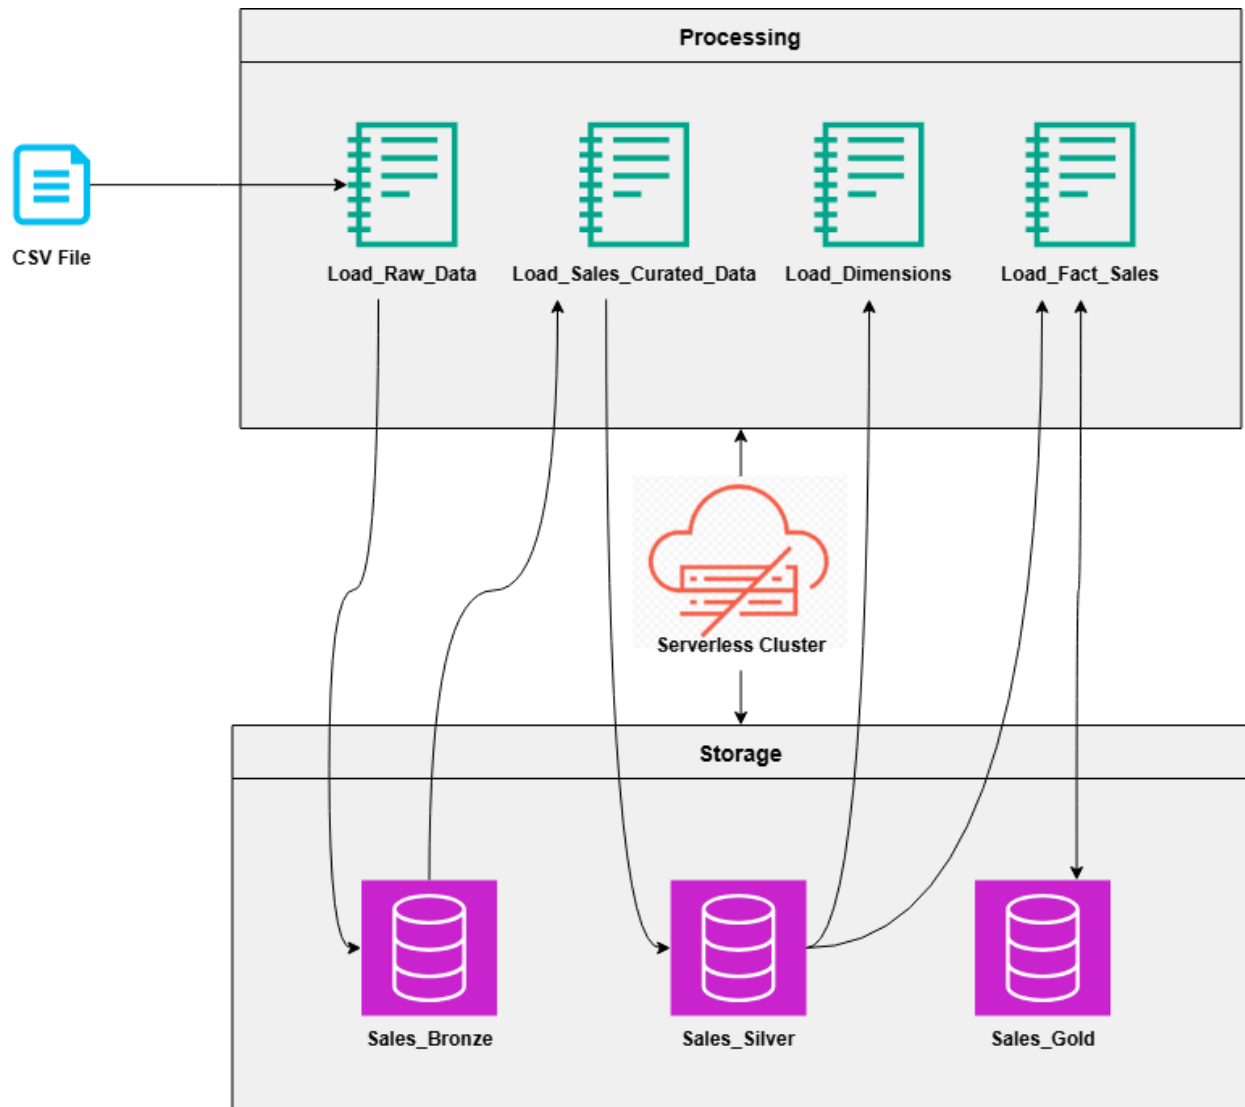 Processing
CSV File
Load_Raw_Data
Load_Sales_Curated_Data
Load_Dimensions
Load_Fact_Sales
Serverless Cluster
Storage
Sales_Bronze
Sales_Silver
Sales_Gold